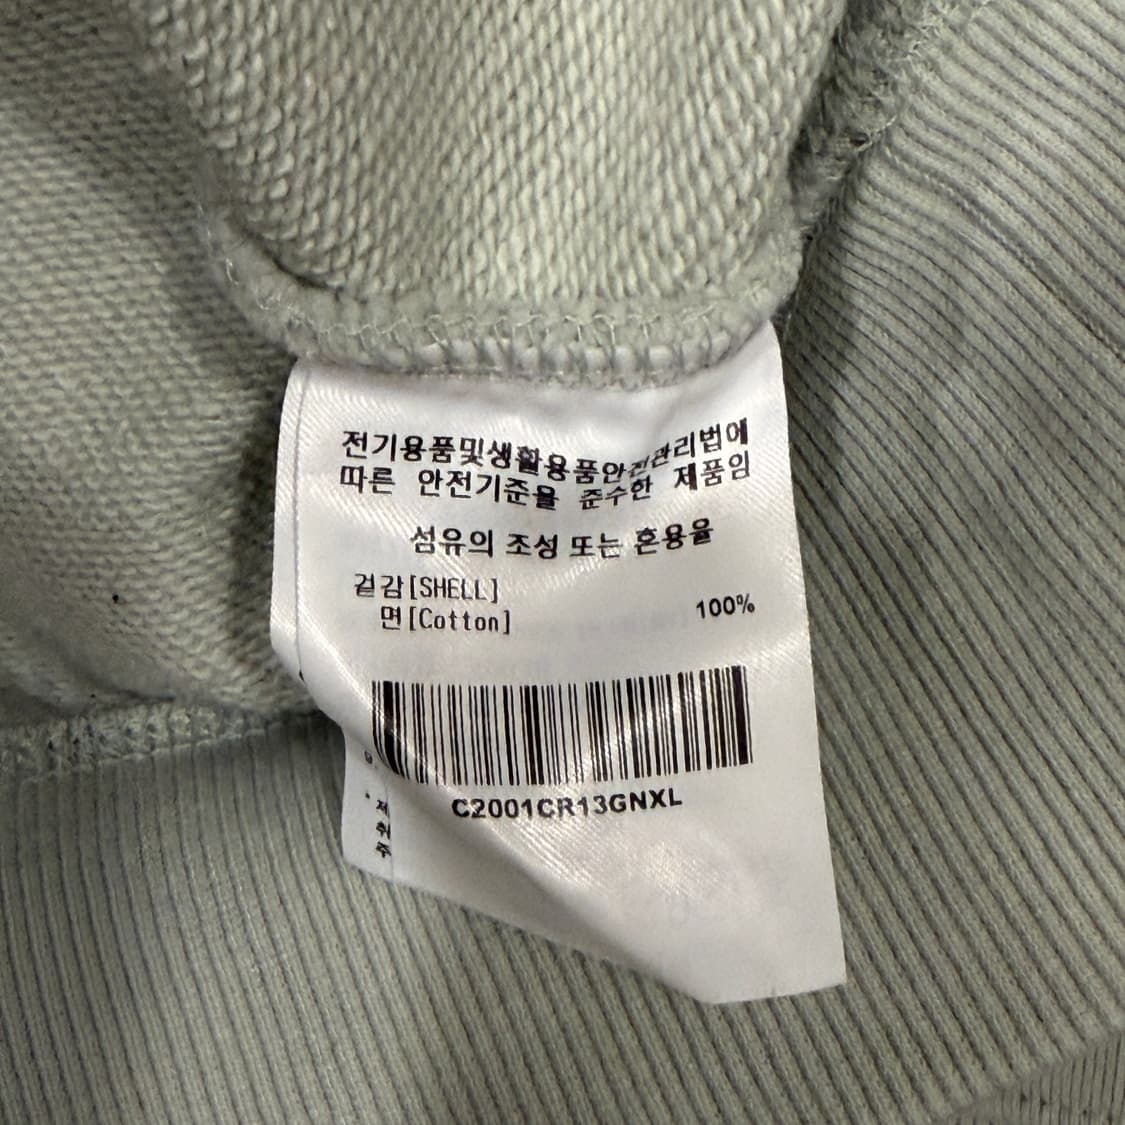 전기용품및생활용품안전관리법에
따른 안전기준을 준수한 제품임
섬유의 조성 또는 혼용율
겉감[SHELL]
면[Cotton] 100%
C2001CR13GNXL